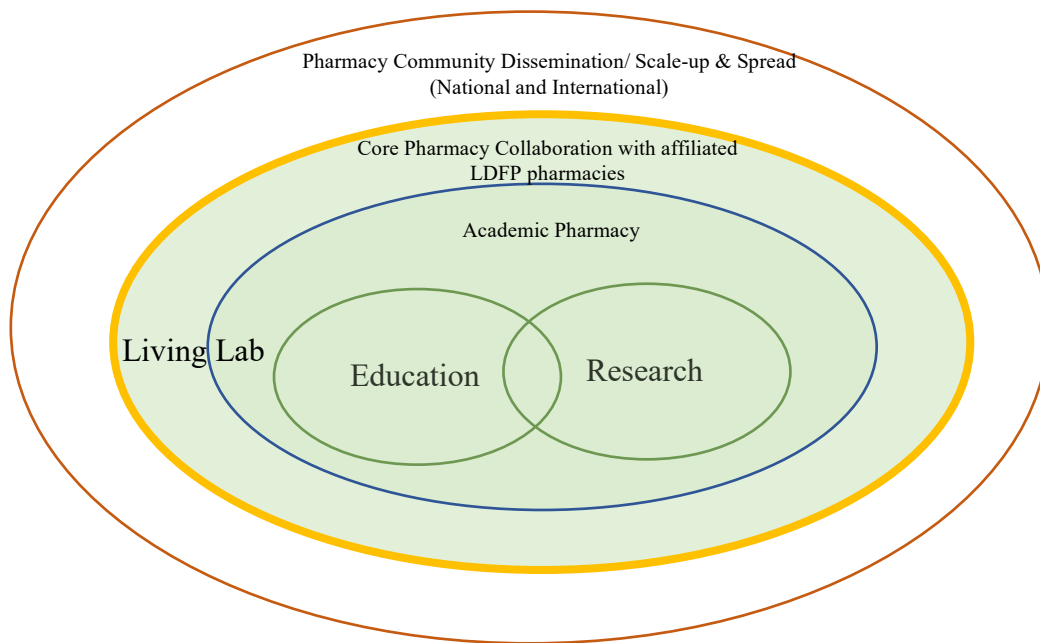 Pharmacy Community Dissemination/ Scale-up & Spread
(National and International)
Core Pharmacy Collaboration with affiliated
LDFP pharmacies
Academic Pharmacy
Living Lab
Education
Research